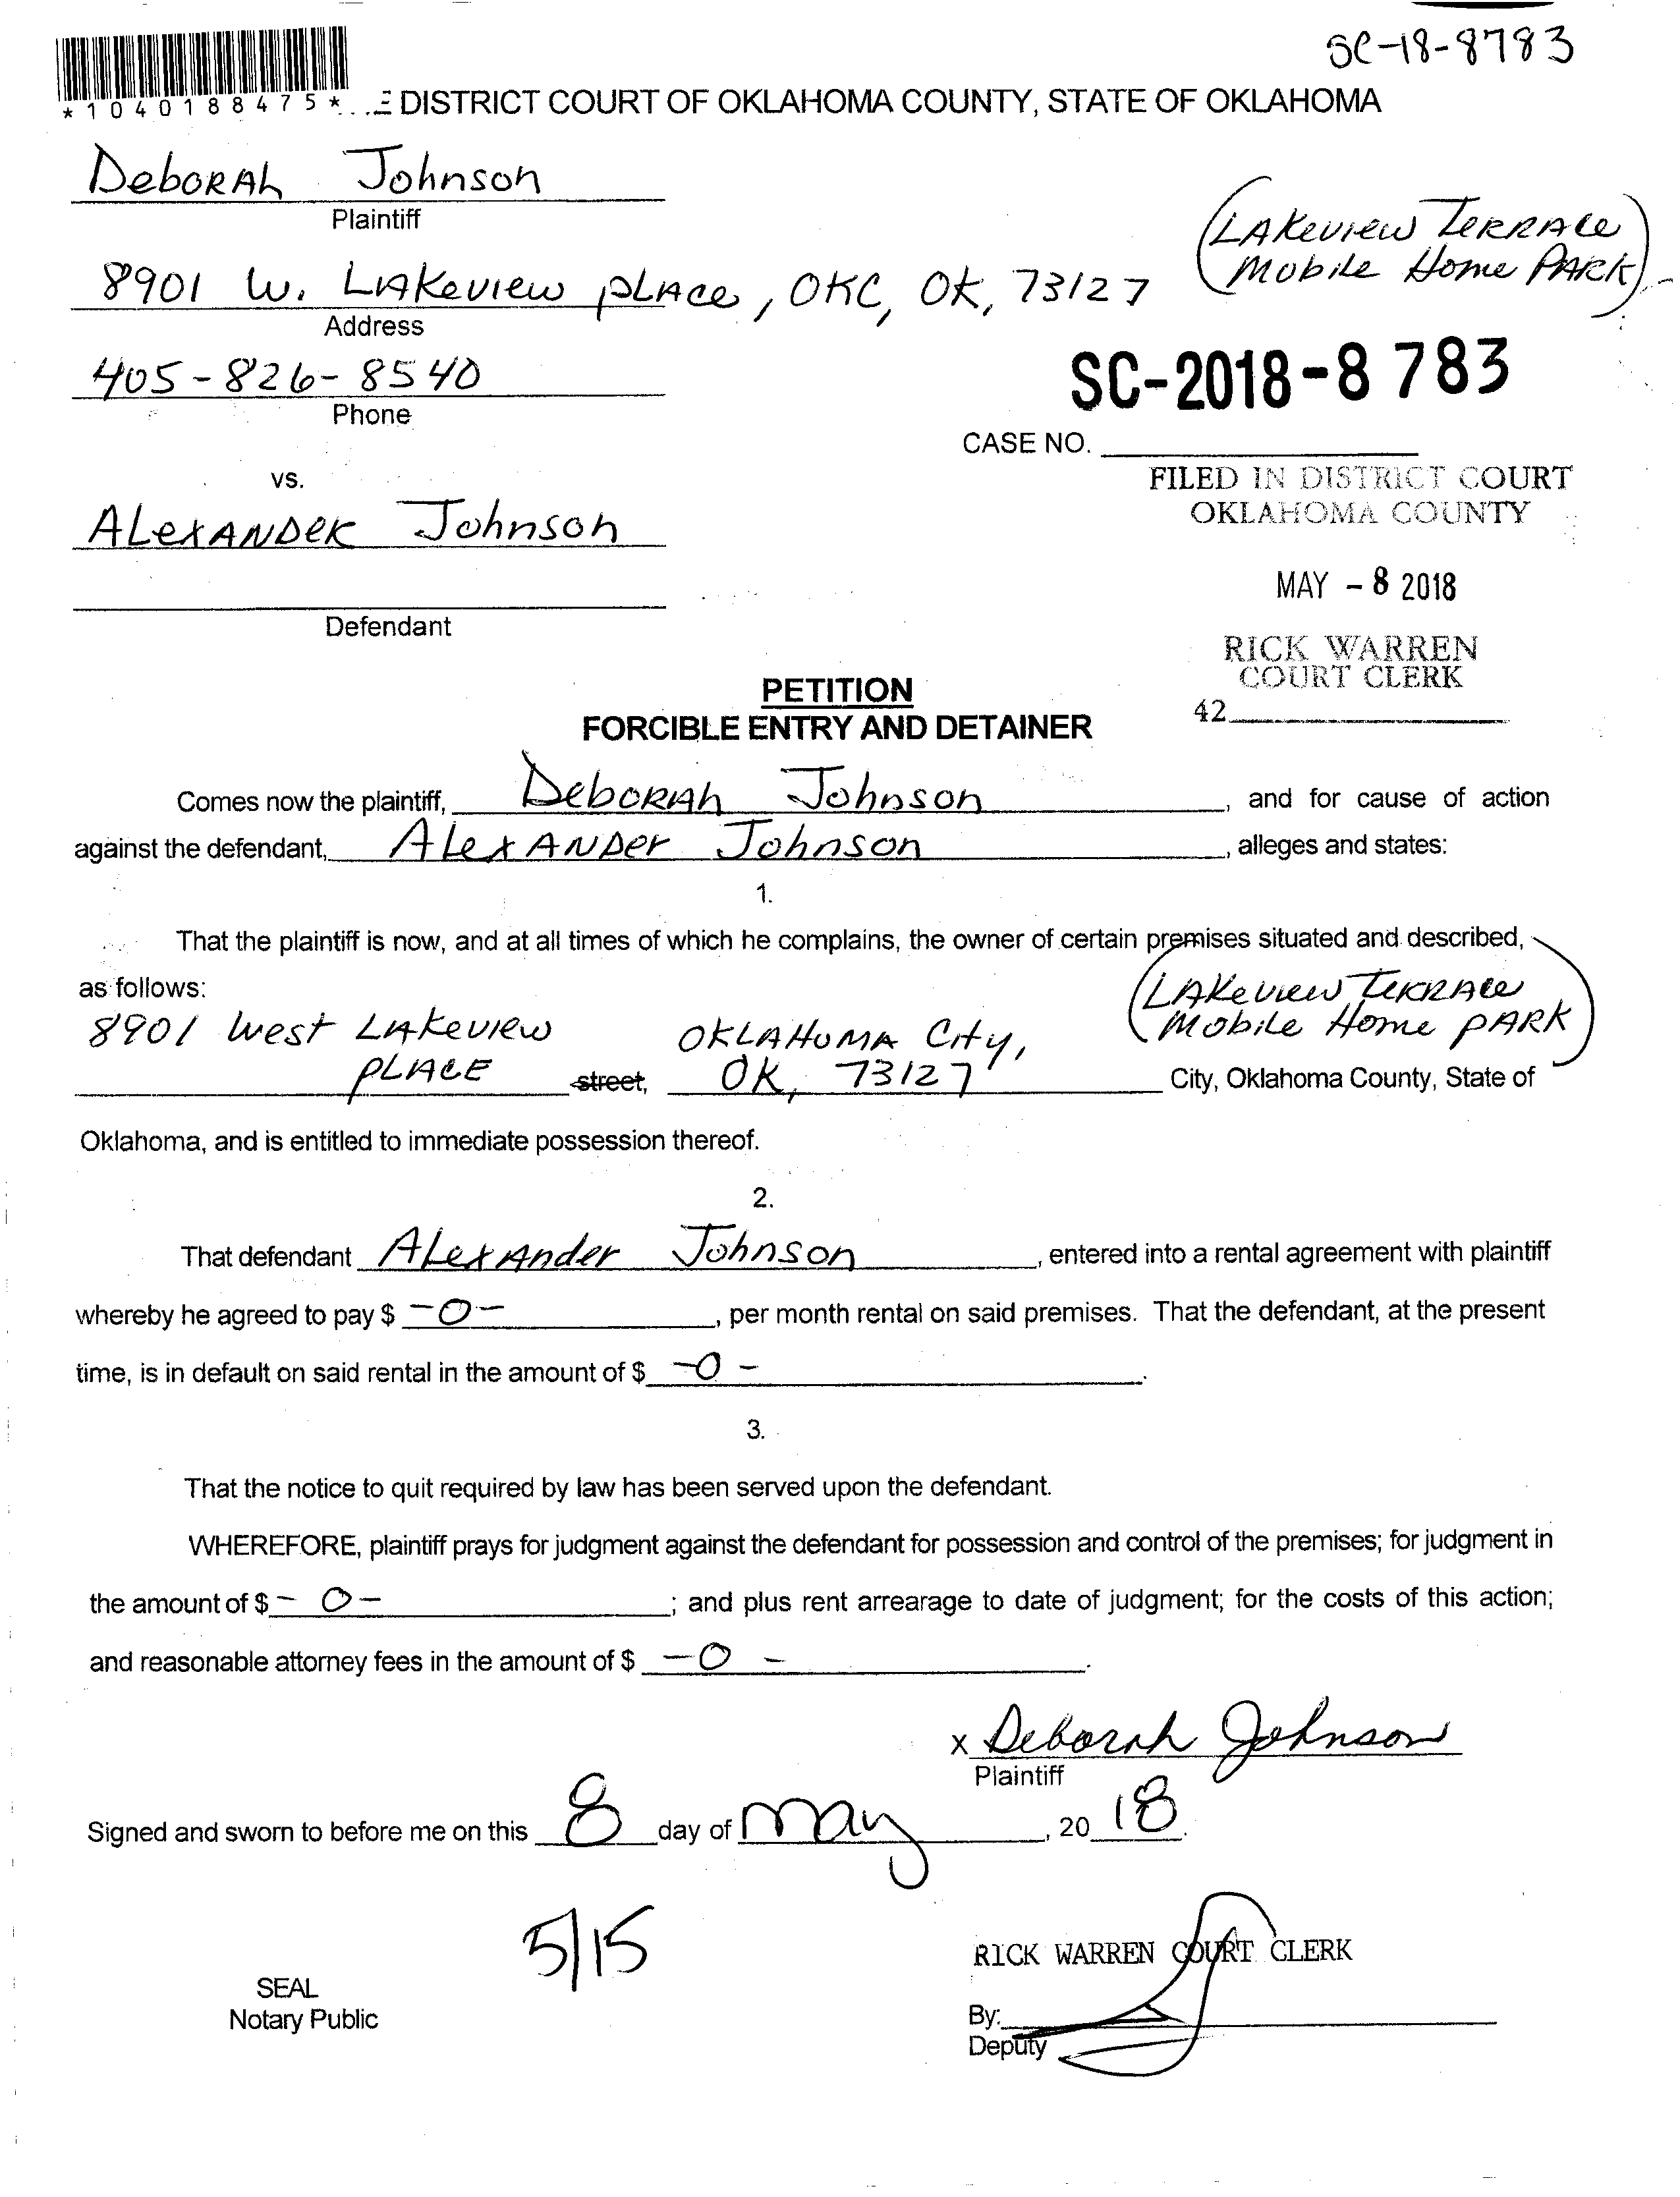 SC-18-8783
*1040188475*
DISTRICT COURT OF OKLAHOMA COUNTY, STATE OF OKLAHOMA
Deborah Johnson
Plaintiff
(Lakeview Terrace
Mobile Home Park)
8901 W. Lakeview place, OKC, OK, 73127
Address
405-826-8540
Phone
SC-2018-8783
CASE NO.
vs.
FILED IN DISTRICT COURT
OKLAHOMA COUNTY
Alexander Johnson
MAY - 8 2018
Defendant
RICK WARREN
COURT CLERK
42
PETITION
FORCIBLE ENTRY AND DETAINER
Comes now the plaintiff, Deborah Johnson, and for cause of action
against the defendant, Alexander Johnson, alleges and states:
1.
That the plaintiff is now, and at all times of which he complains, the owner of certain premises situated and described,
as follows:
(Lakeview Terrace
Mobile Home Park)
8901 West Lakeview Oklahoma City,
Place street, OK, 73127 City, Oklahoma County, State of
Oklahoma, and is entitled to immediate possession thereof.
2.
That defendant Alexander Johnson, entered into a rental agreement with plaintiff
whereby he agreed to pay $ -0-, per month rental on said premises. That the defendant, at the present
time, is in default on said rental in the amount of $ -0-.
3.
That the notice to quit required by law has been served upon the defendant.
WHEREFORE, plaintiff prays for judgment against the defendant for possession and control of the premises; for judgment in
the amount of $ -0-; and plus rent arrearage to date of judgment; for the costs of this action;
and reasonable attorney fees in the amount of $ -0-.
x Deborah Johnson
Plaintiff
Signed and sworn to before me on this 8 day of May, 2018.
5/15
RICK WARREN COURT CLERK
SEAL
Notary Public
By:
Deputy